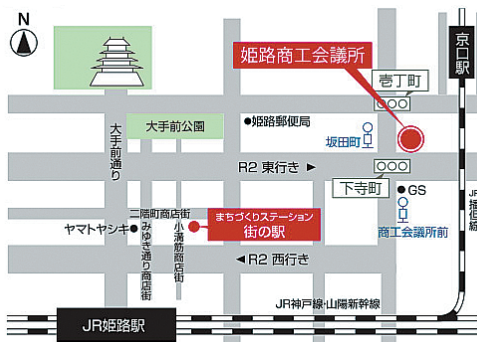 N
姫路商工会議所
京口駅
壱丁町
大手前公園
姫路郵便局
坂田町
大手前通り
R2 東行き
下寺町
GS
JR播但線
二階町商店街
まちづくりステーション
街の駅
ヤマトヤシキ
みゆき通り商店街
小溝筋商店街
商工会議所前
R2 西行き
JR神戸線・山陽新幹線
JR姫路駅